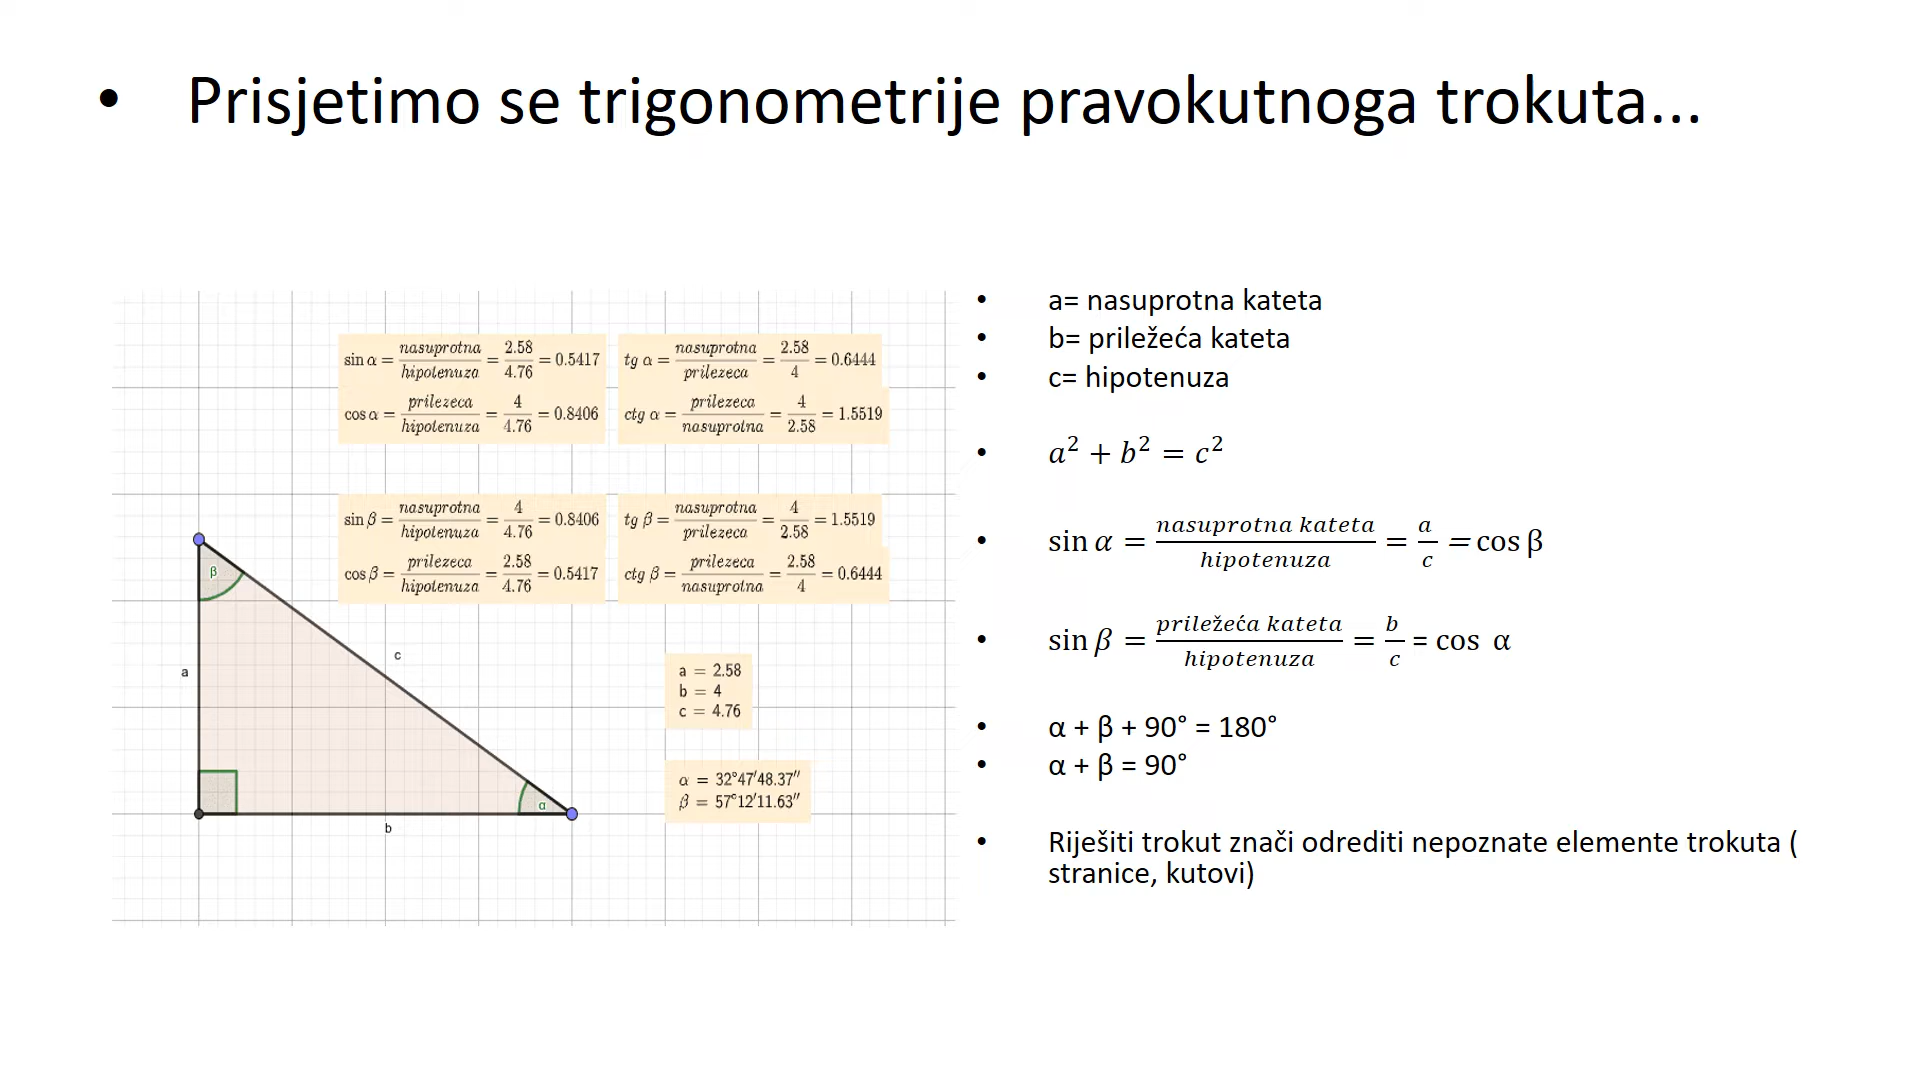 • Prisjetimo se trigonometrije pravokutnoga trokuta...
sin α = nasuprotna/hipotenuza = 2.58/4.76 = 0.5417
cos α = prilezeca/hipotenuza = 4/4.76 = 0.8406
tg α = nasuprotna/prilezeca = 2.58/4 = 0.6444
ctg α = prilezeca/nasuprotna = 4/2.58 = 1.5519
sin β = nasuprotna/hipotenuza = 4/4.76 = 0.8406
cos β = prilezeca/hipotenuza = 2.58/4.76 = 0.5417
tg β = nasuprotna/prilezeca = 4/2.58 = 1.5519
ctg β = prilezeca/nasuprotna = 2.58/4 = 0.6444
β
c
a
α
b
a = 2.58
b = 4
c = 4.76
α = 32°47′48.37″
β = 57°12′11.63″
• a= nasuprotna kateta
• b= priležeća kateta
• c= hipotenuza
• a² + b² = c²
• sin α = nasuprotna kateta/hipotenuza = a/c = cos β
• sin β = priležeća kateta/hipotenuza = b/c = cos α
• α + β + 90° = 180°
• α + β = 90°
• Riješiti trokut znači odrediti nepoznate elemente trokuta (
stranice, kutovi)